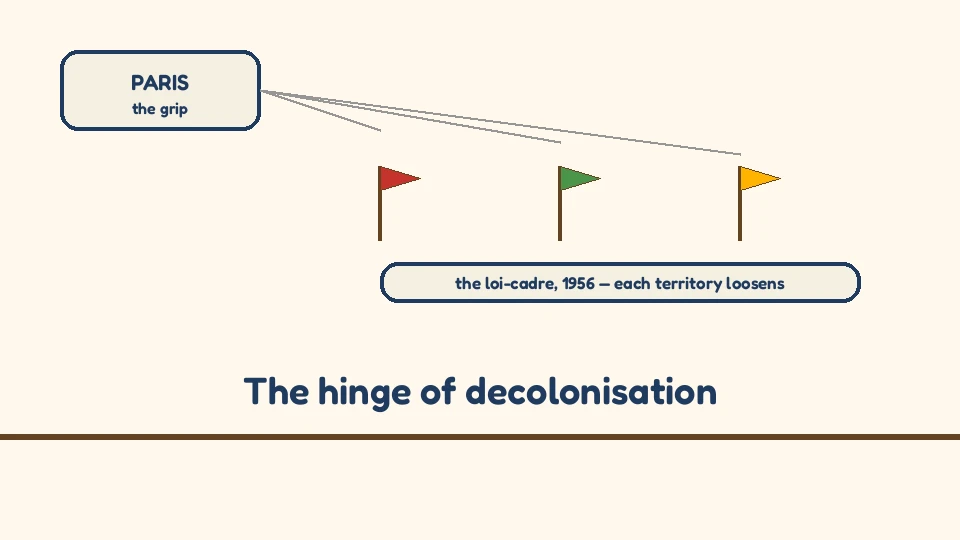 PARIS
the grip
the loi-cadre, 1956 — each territory loosens
The hinge of decolonisation